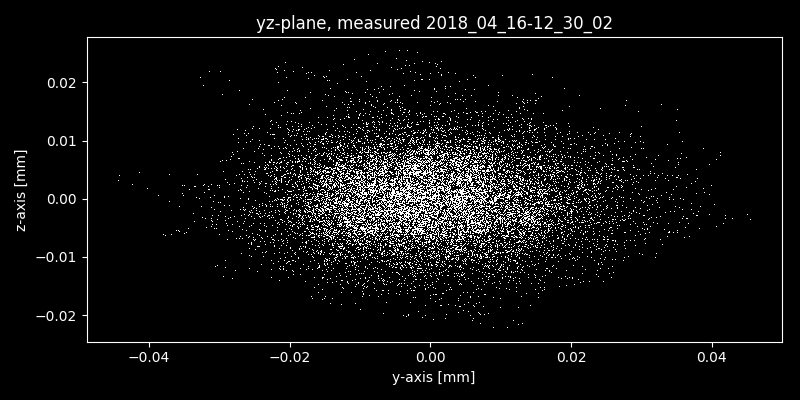 yz-plane, measured 2018_04_16-12_30_02
z-axis [mm]
0.02
0.01
0.00
−0.01
−0.02
−0.04 −0.02 0.00 0.02 0.04
y-axis [mm]